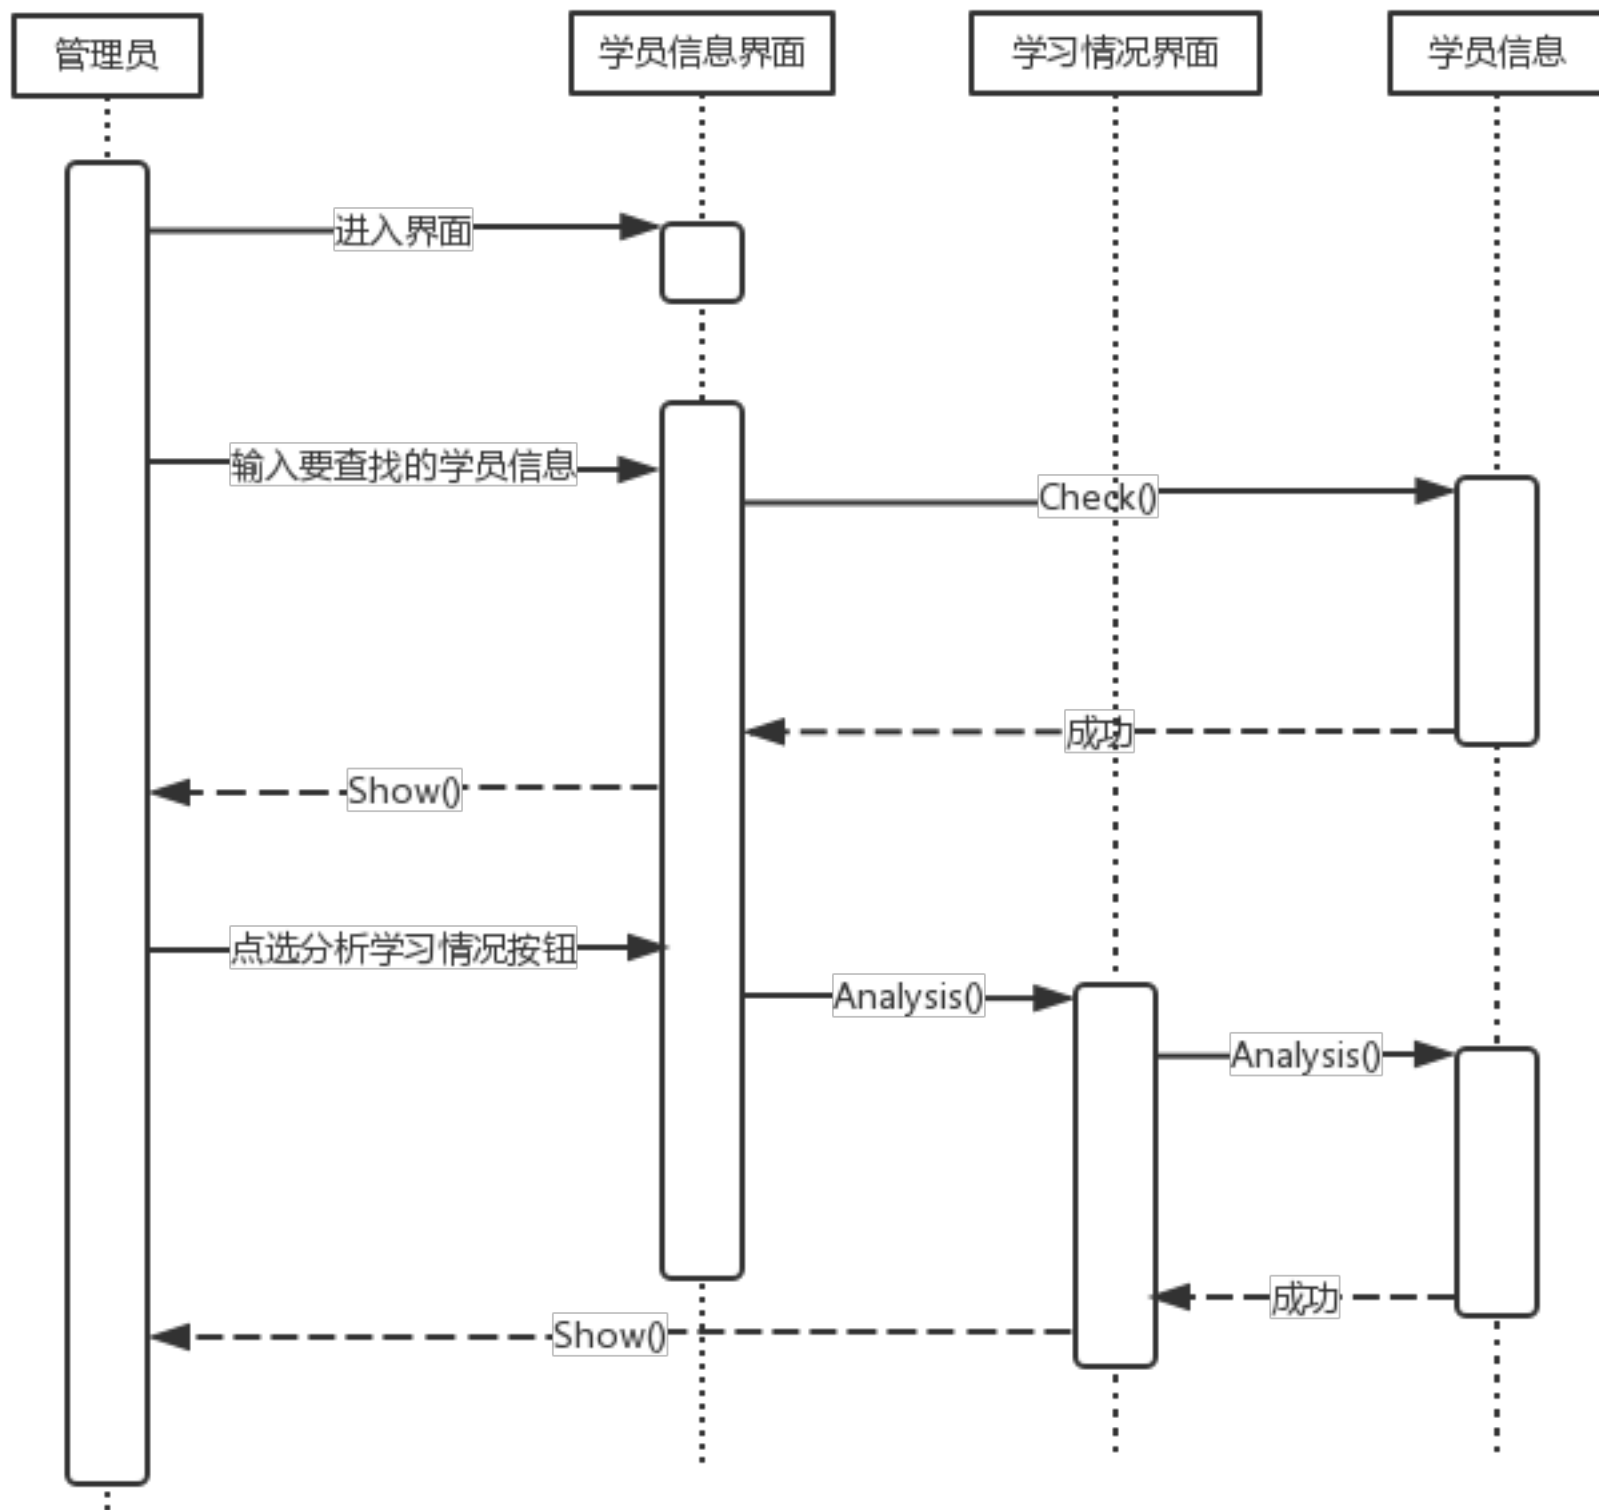 管理员
学员信息界面
学习情况界面
学员信息
进入界面
输入要查找的学员信息
Check()
成功
Show()
点选分析学习情况按钮
Analysis()
Analysis()
成功
Show()